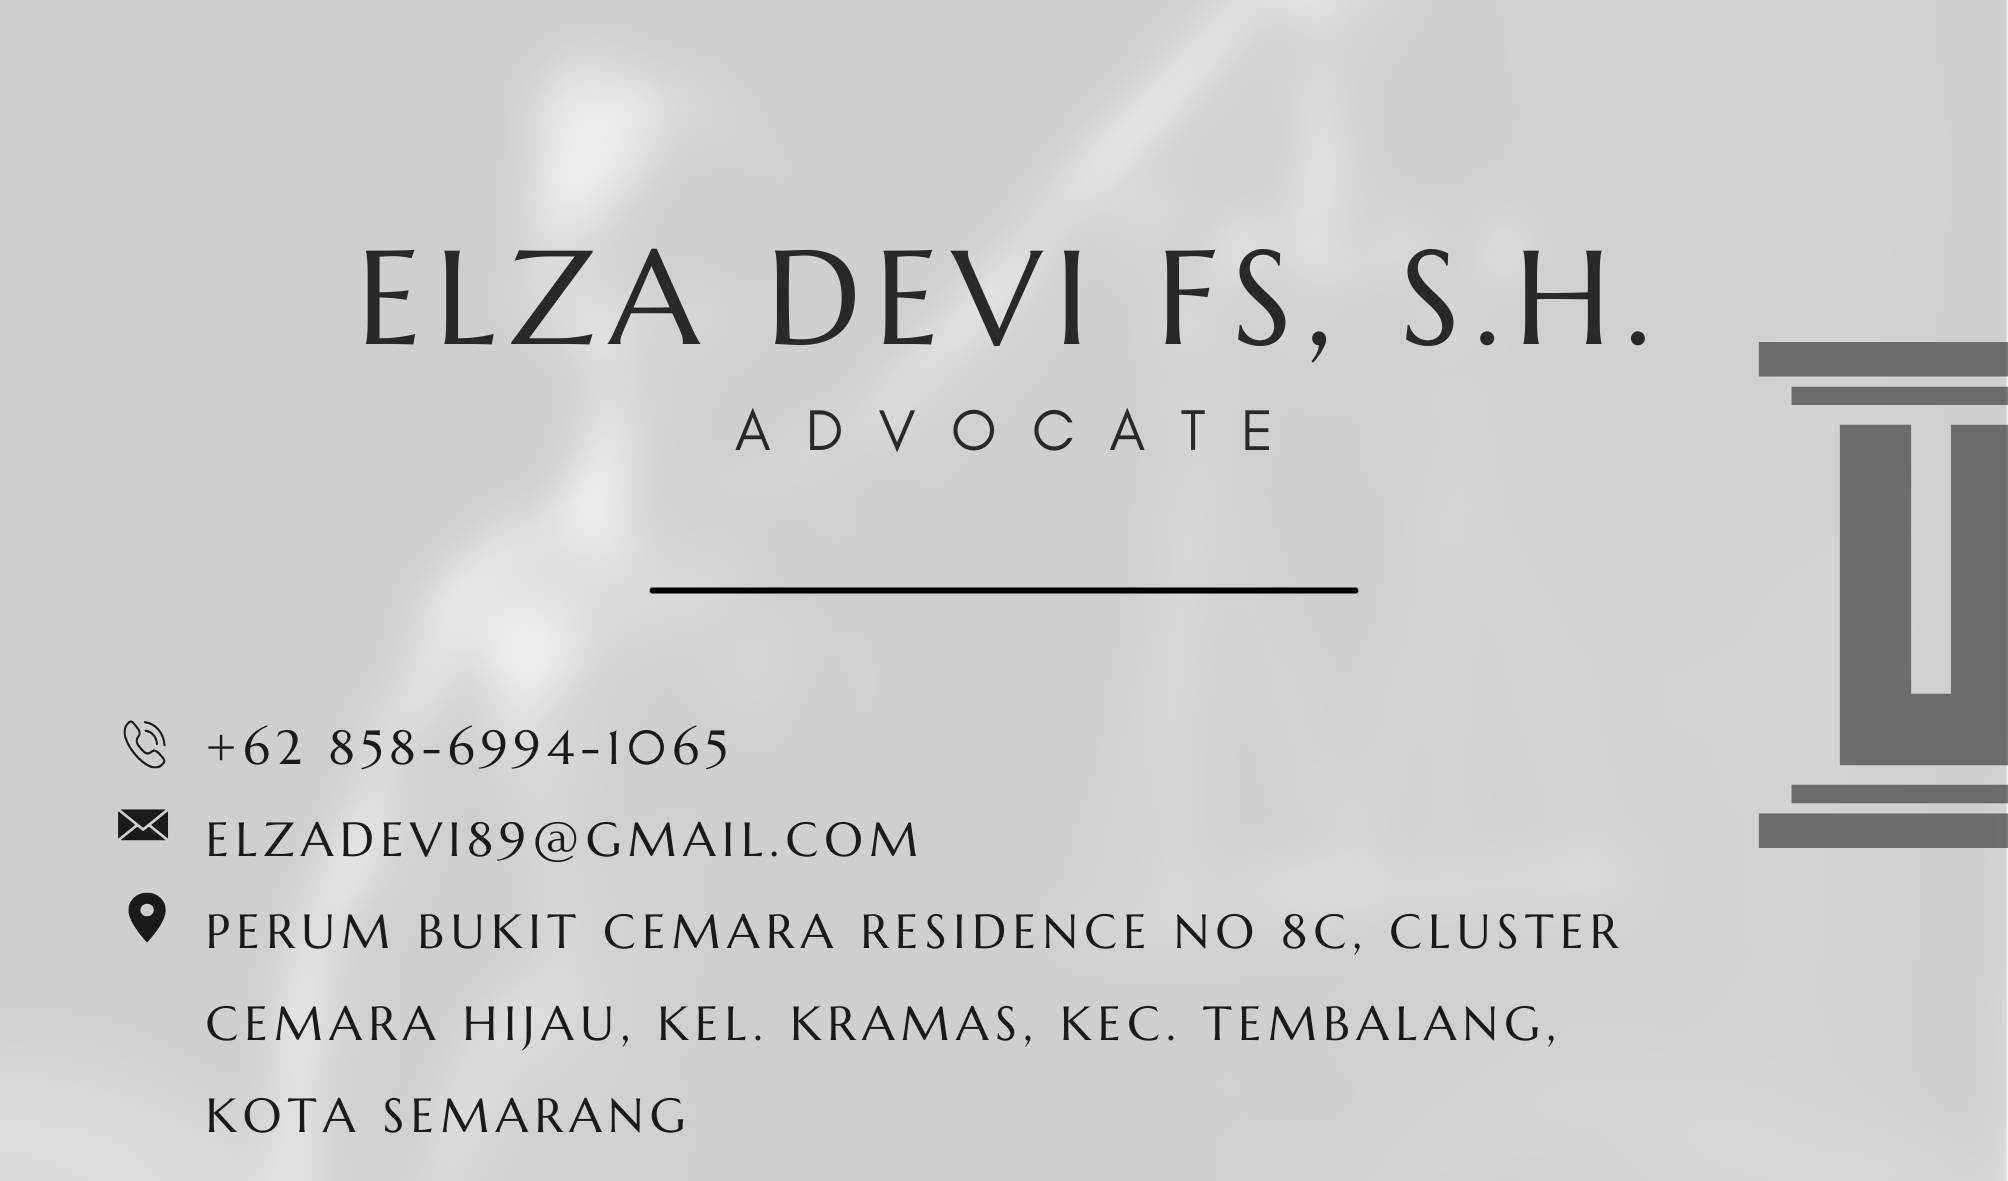 ELZA DEVI FS, S.H.
ADVOCATE
+62 858-6994-1065
ELZADEVI89@GMAIL.COM
PERUM BUKIT CEMARA RESIDENCE NO 8C, CLUSTER
CEMARA HIJAU, KEL. KRAMAS, KEC. TEMBALANG,
KOTA SEMARANG